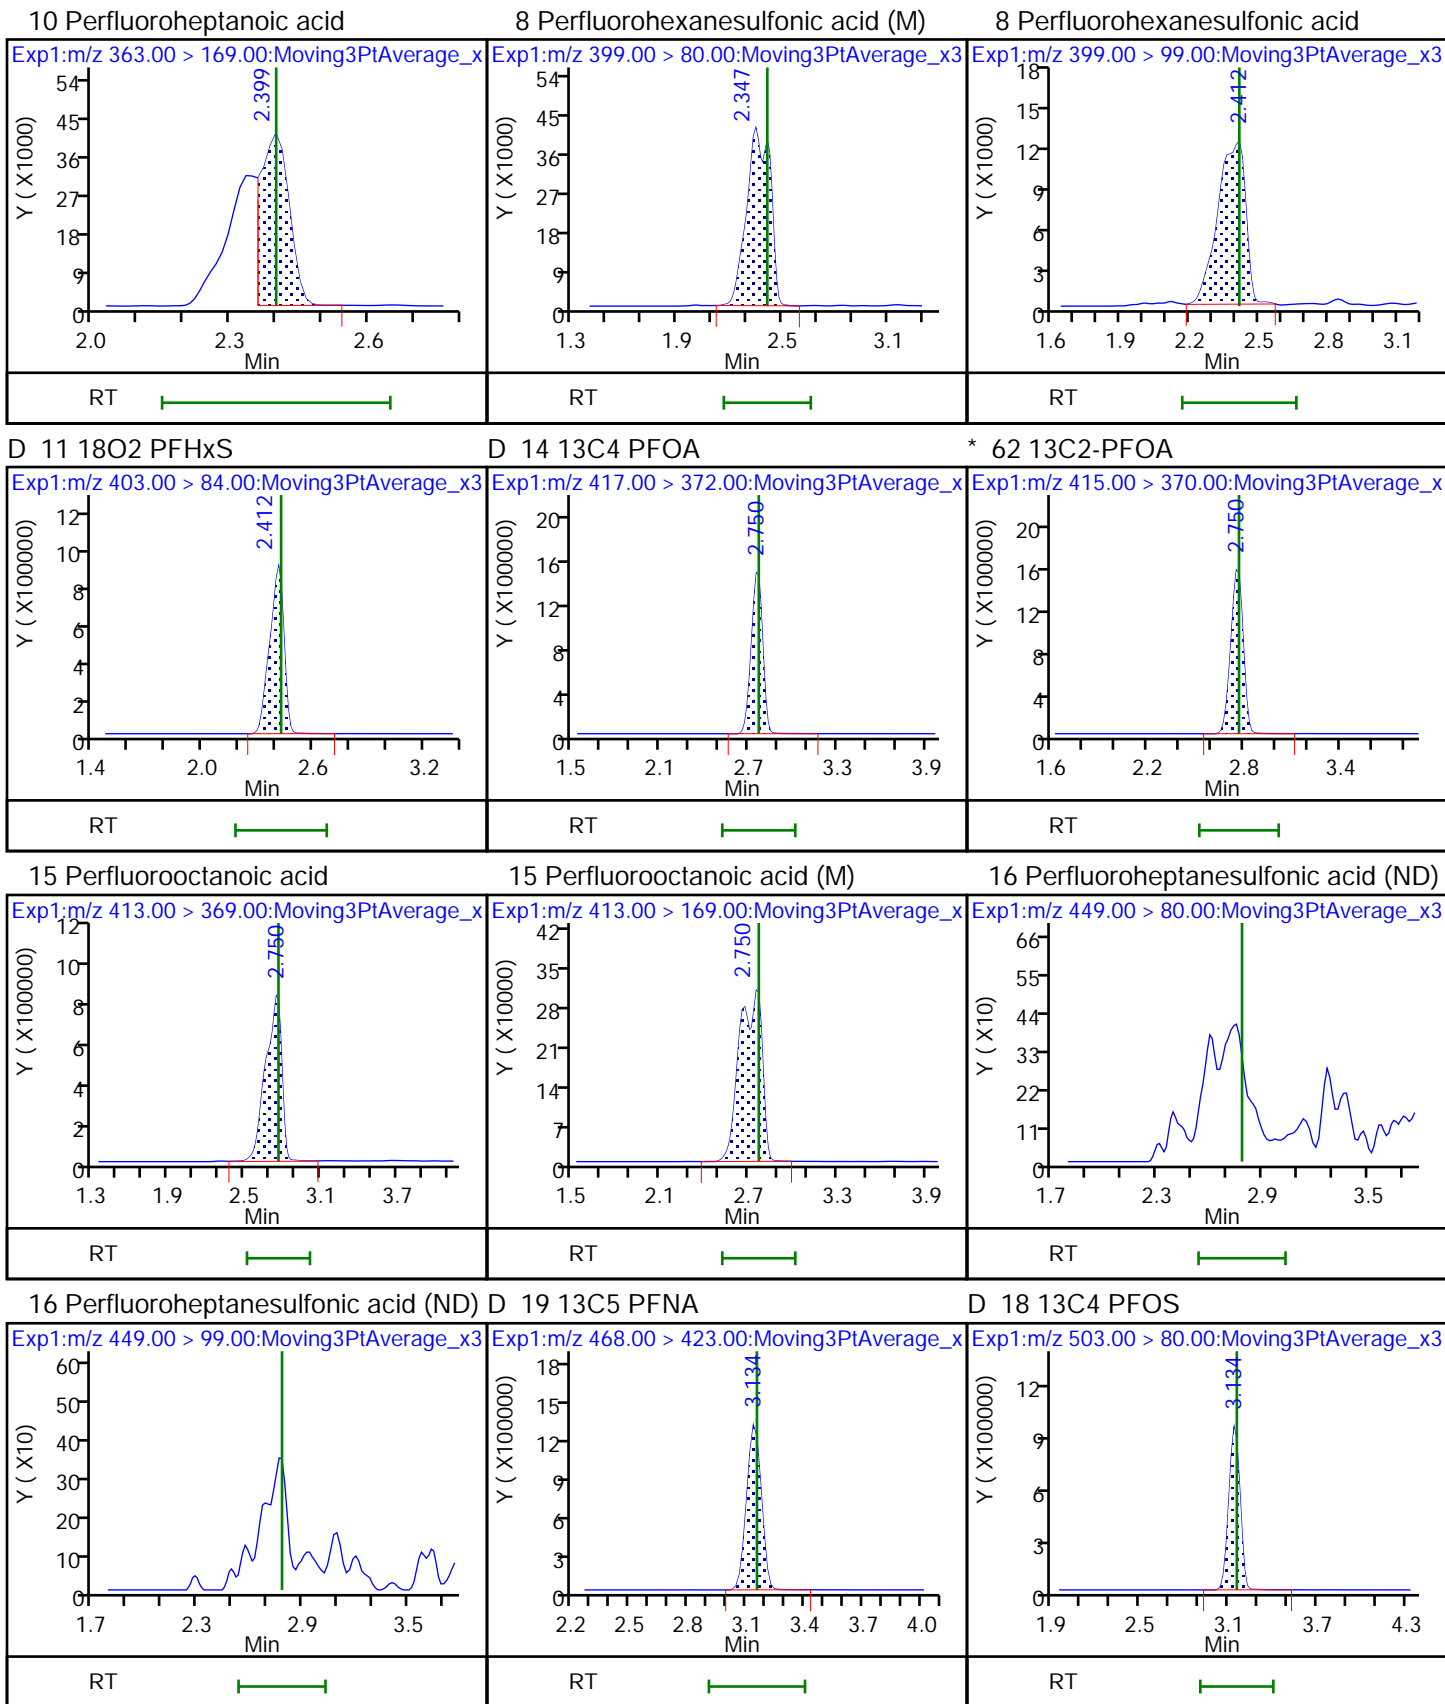 10 Perfluoroheptanoic acid
Exp1:m/z 363.00 > 169.00:Moving3PtAverage_x
2.399
Y ( X1000)
54
45
36
27
18
9
0
2.0 2.3 2.6
Min
RT
8 Perfluorohexanesulfonic acid (M)
Exp1:m/z 399.00 > 80.00:Moving3PtAverage_x3
2.347
Y ( X1000)
54
45
36
27
18
9
0
1.3 1.9 2.5 3.1
Min
RT
8 Perfluorohexanesulfonic acid
Exp1:m/z 399.00 > 99.00:Moving3PtAverage_x3
2.412
Y ( X1000)
18
15
12
9
6
3
0
1.6 1.9 2.2 2.5 2.8 3.1
Min
RT
D 11 18O2 PFHxS
Exp1:m/z 403.00 > 84.00:Moving3PtAverage_x3
2.412
Y ( X100000)
12
10
8
6
4
2
0
1.4 2.0 2.6 3.2
Min
RT
D 14 13C4 PFOA
Exp1:m/z 417.00 > 372.00:Moving3PtAverage_x
2.750
Y ( X100000)
20
16
12
8
4
0
1.5 2.1 2.7 3.3 3.9
Min
RT
* 62 13C2-PFOA
Exp1:m/z 415.00 > 370.00:Moving3PtAverage_x
2.750
Y ( X100000)
20
16
12
8
4
0
1.6 2.2 2.8 3.4
Min
RT
15 Perfluorooctanoic acid
Exp1:m/z 413.00 > 369.00:Moving3PtAverage_x
2.750
Y ( X100000)
12
10
8
6
4
2
0
1.3 1.9 2.5 3.1 3.7
Min
RT
15 Perfluorooctanoic acid (M)
Exp1:m/z 413.00 > 169.00:Moving3PtAverage_x
2.750
Y ( X10000)
42
35
28
21
14
7
0
1.5 2.1 2.7 3.3 3.9
Min
RT
16 Perfluoroheptanesulfonic acid (ND)
Exp1:m/z 449.00 > 80.00:Moving3PtAverage_x3
Y ( X10)
66
55
44
33
22
11
0
1.7 2.3 2.9 3.5
Min
RT
16 Perfluoroheptanesulfonic acid (ND)
Exp1:m/z 449.00 > 99.00:Moving3PtAverage_x3
Y ( X10)
60
50
40
30
20
10
0
1.7 2.3 2.9 3.5
Min
RT
D 19 13C5 PFNA
Exp1:m/z 468.00 > 423.00:Moving3PtAverage_x
3.134
Y ( X100000)
18
15
12
9
6
3
0
2.2 2.5 2.8 3.1 3.4 3.7 4.0
Min
RT
D 18 13C4 PFOS
Exp1:m/z 503.00 > 80.00:Moving3PtAverage_x3
3.134
Y ( X100000)
12
9
6
3
0
1.9 2.5 3.1 3.7 4.3
Min
RT